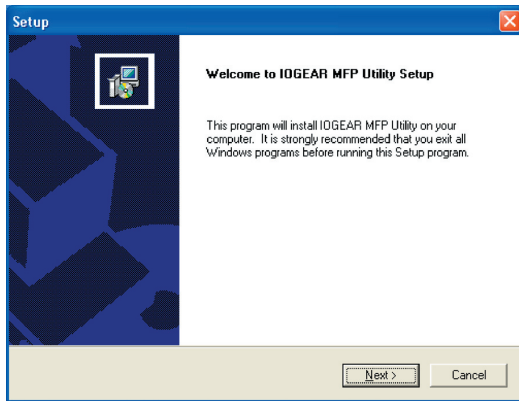 Setup
Welcome to IOGEAR MFP Utility Setup
This program will install IOGEAR MFP Utility on your
computer. It is strongly recommended that you exit all
Windows programs before running this Setup program.
Next >
Cancel